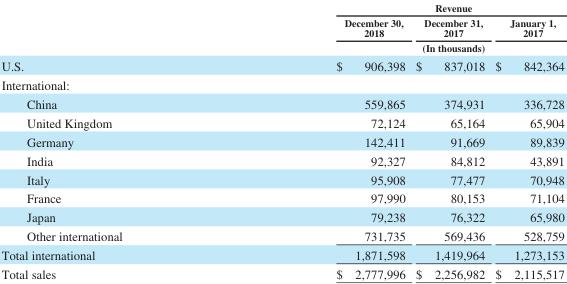 Revenue
December 30, 2018 December 31, 2017 January 1, 2017
(In thousands)
U.S. $ 906,398 $ 837,018 $ 842,364
International:
China 559,865 374,931 336,728
United Kingdom 72,124 65,164 65,904
Germany 142,411 91,669 89,839
India 92,327 84,812 43,891
Italy 95,908 77,477 70,948
France 97,990 80,153 71,104
Japan 79,238 76,322 65,980
Other international 731,735 569,436 528,759
Total international 1,871,598 1,419,964 1,273,153
Total sales $ 2,777,996 $ 2,256,982 $ 2,115,517